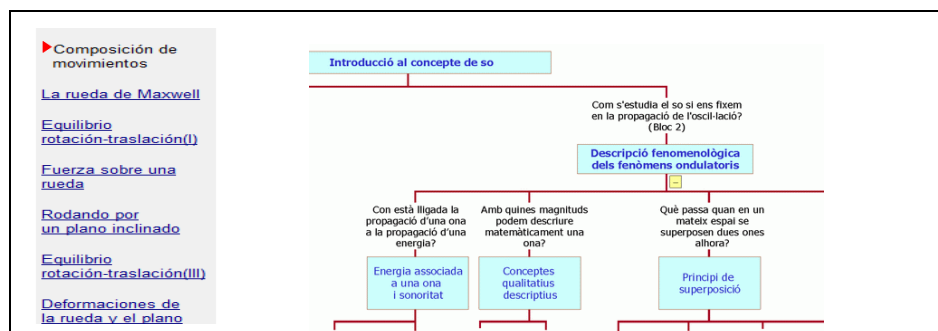 Composición de
movimientos
La rueda de Maxwell
Equilibrio
rotación-traslación(I)
Fuerza sobre una
rueda
Rodando por
un plano inclinado
Equilibrio
rotación-traslación(III)
Deformaciones de
la rueda y el plano
Introducció al concepte de so
Com s'estudia el so si ens fixem
en la propagació de l'oscil·lació?
(Bloc 2)
Descripció fenomenològica
dels fenòmens ondulatoris
Con està lligada la
propagació d'una ona
a la propagació d'una
energia?
Amb quines magnituds
podem descriure
matemàticament una
ona?
Què passa quan en un
mateix espai se
superposen dues ones
alhora?
Energia associada
a una ona
i sonoritat
Conceptes
qualitatius
descriptius
Principi de
superposició